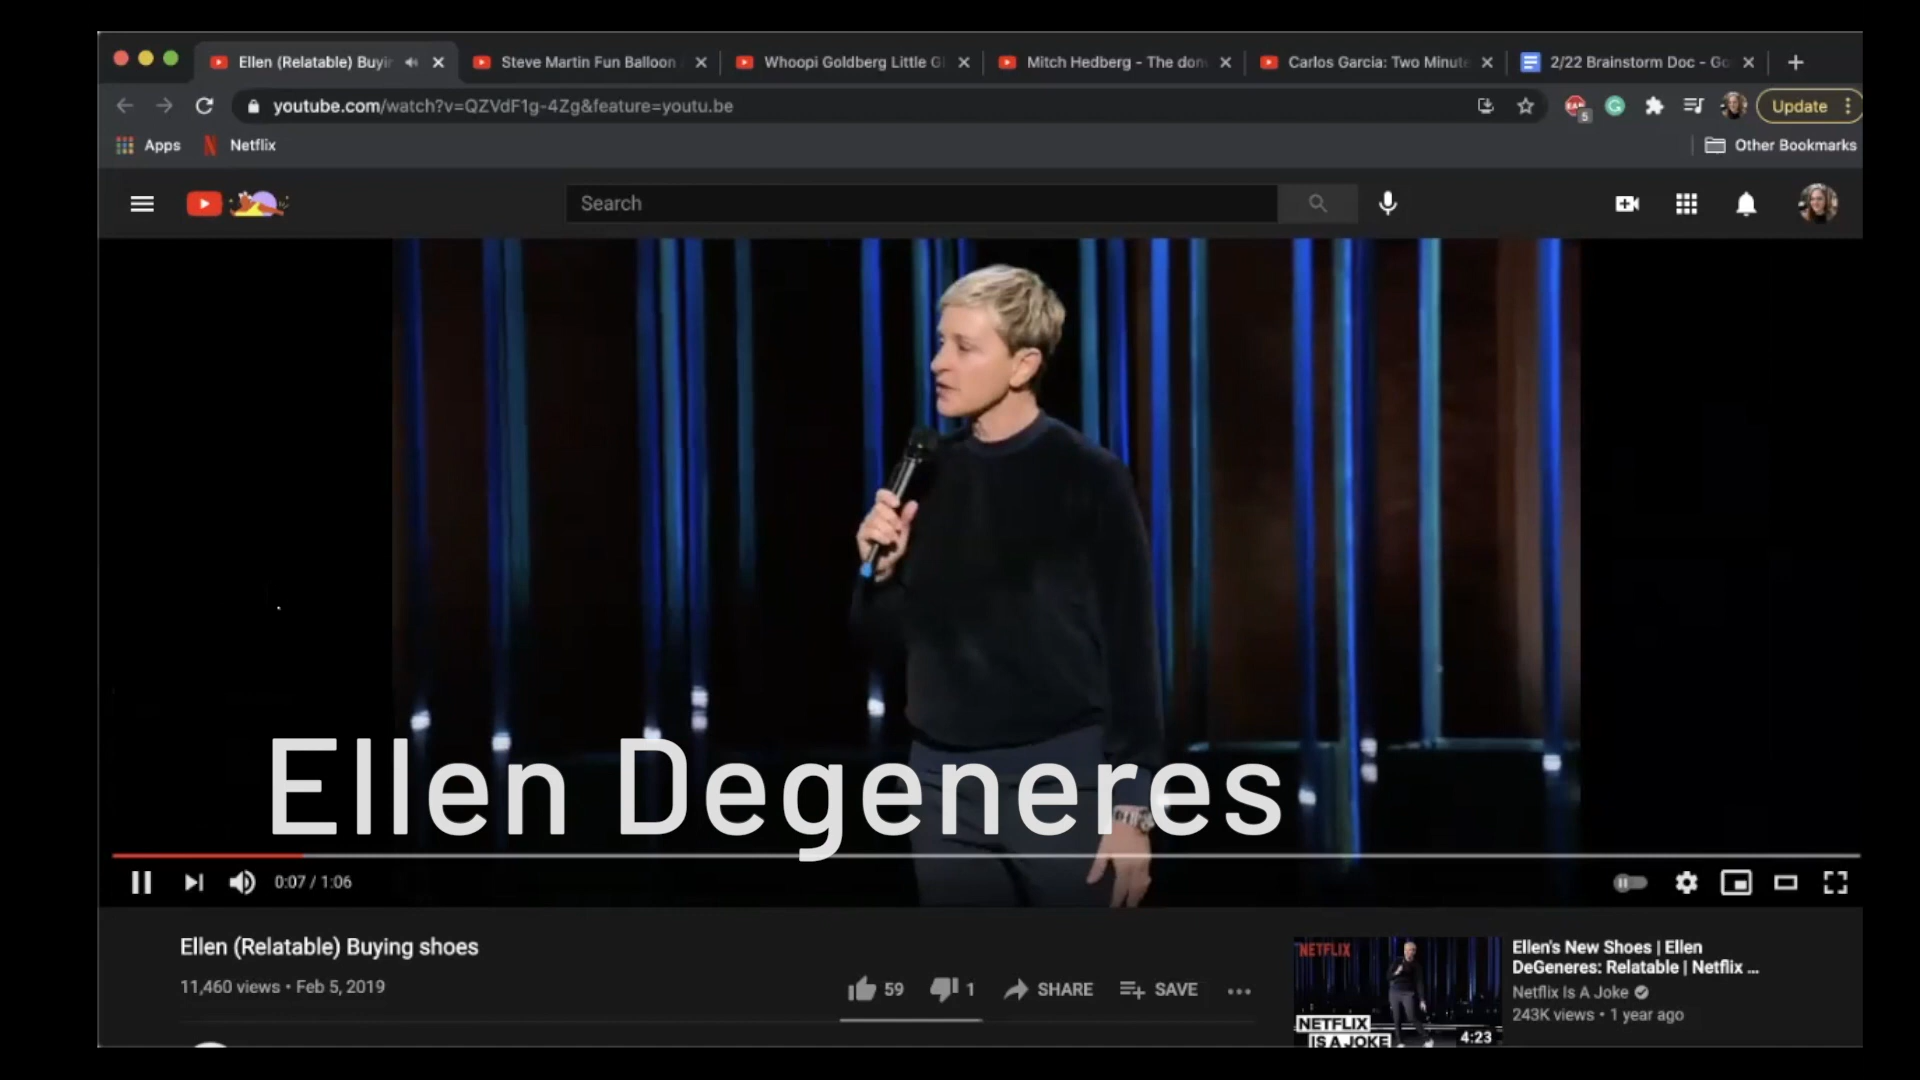 Ellen (Relatable) Buyin
Steve Martin Fun Balloon
Whoopi Goldberg Little G
Mitch Hedberg - The don
Carlos Garcia: Two Minute
2/22 Brainstorm Doc - Go
youtube.com/watch?v=QZVdF1g-4Zg&feature=youtu.be
5
Update
Apps
Netflix
Other Bookmarks
Search
Ellen Degeneres
0:07 / 1:06
Ellen (Relatable) Buying shoes
11,460 views • Feb 5, 2019
59
1
SHARE
SAVE
NETFLIX
NETFLIX
IS A JOKE
4:23
Ellen's New Shoes | Ellen
DeGeneres: Relatable | Netflix ...
Netflix Is A Joke
243K views • 1 year ago